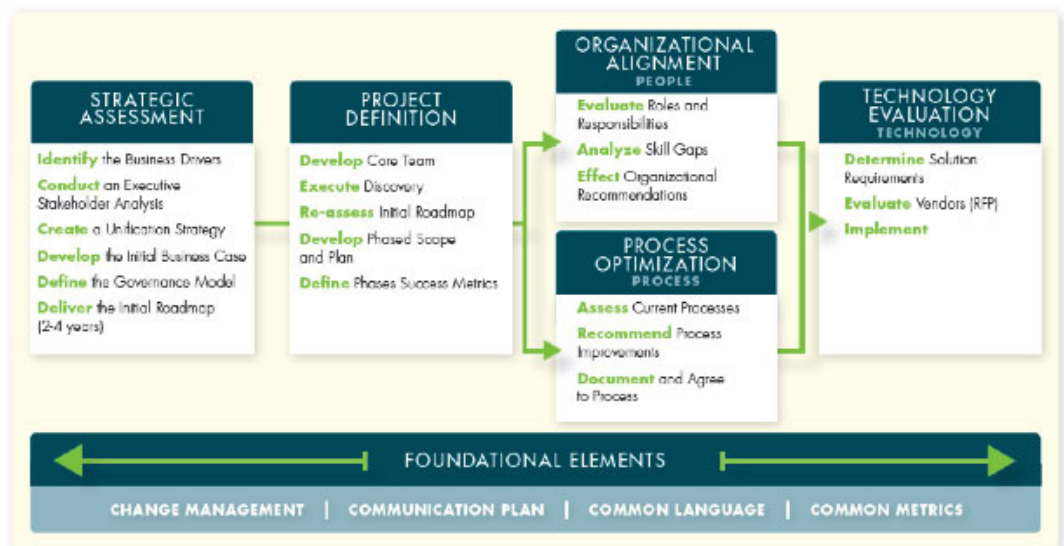 STRATEGIC
ASSESSMENT
Identify the Business Drivers
Conduct an Executive
Stakeholder Analysis
Create a Unification Strategy
Develop the Initial Business Case
Define the Governance Model
Deliver the Initial Roadmap
(2-4 years)
PROJECT
DEFINITION
Develop Core Team
Execute Discovery
Re-assess Initial Roadmap
Develop Phased Scope
and Plan
Define Phases Success Metrics
ORGANIZATIONAL
ALIGNMENT
PEOPLE
Evaluate Roles and
Responsibilities
Analyze Skill Gaps
Effect Organizational
Recommendations
PROCESS
OPTIMIZATION
PROCESS
Assess Current Processes
Recommend Process
Improvements
Document and Agree
to Process
TECHNOLOGY
EVALUATION
TECHNOLOGY
Determine Solution
Requirements
Evaluate Vendors (RFP)
Implement
FOUNDATIONAL ELEMENTS
CHANGE MANAGEMENT | COMMUNICATION PLAN | COMMON LANGUAGE | COMMON METRICS